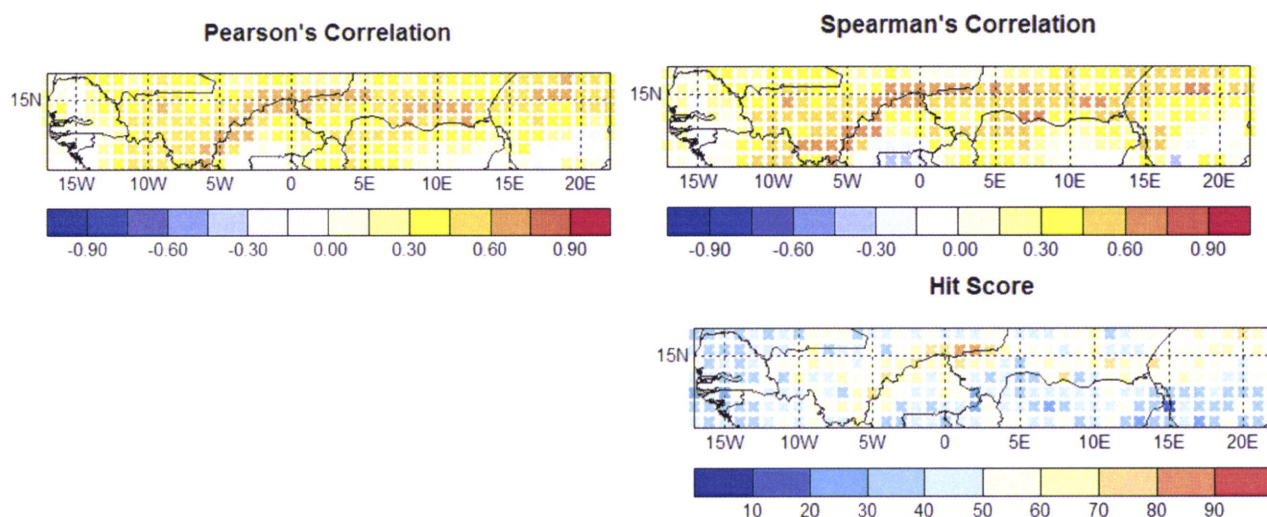 Pearson's Correlation
15N
15W 10W 5W 0 5E 10E 15E 20E
-0.90 -0.60 -0.30 0.00 0.30 0.60 0.90
Spearman's Correlation
15N
15W 10W 5W 0 5E 10E 15E 20E
-0.90 -0.60 -0.30 0.00 0.30 0.60 0.90
Hit Score
15N
15W 10W 5W 0 5E 10E 15E 20E
10 20 30 40 50 60 70 80 90